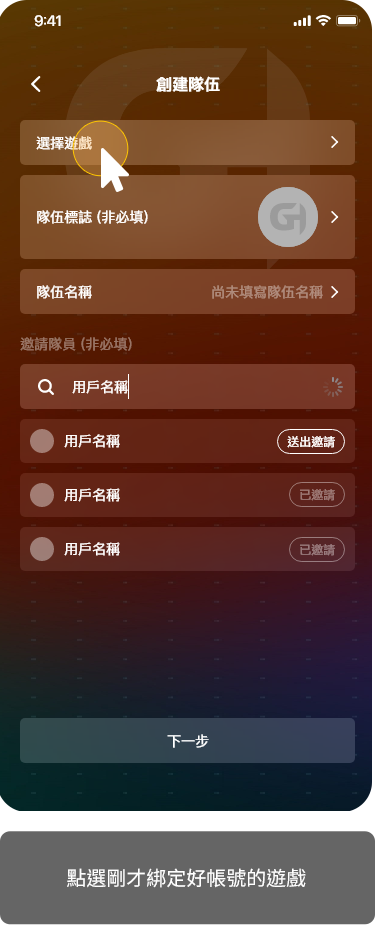 9:41
創建隊伍
選擇遊戲
隊伍標誌 (非必填)
隊伍名稱 尚未填寫隊伍名稱
邀請隊員 (非必填)
用戶名稱
用戶名稱 送出邀請
用戶名稱 已邀請
用戶名稱 已邀請
下一步
點選剛才綁定好帳號的遊戲